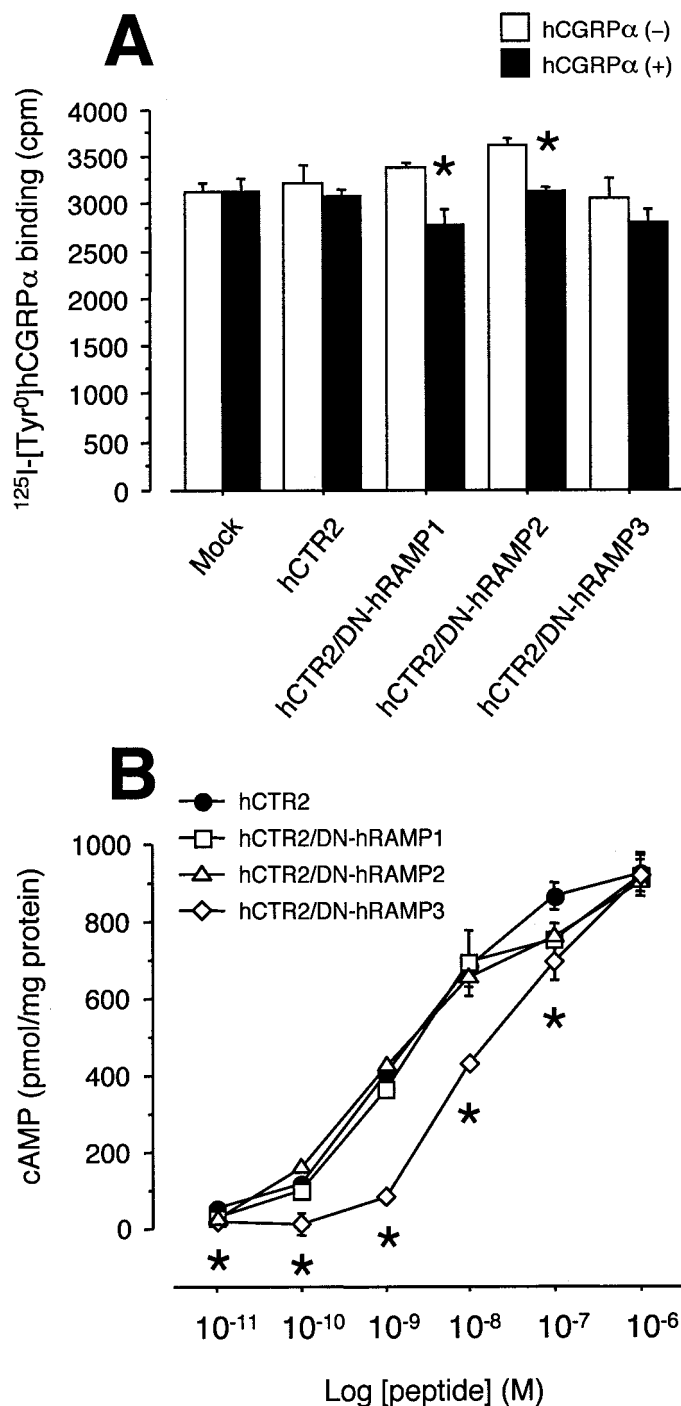 A
hCGRPα (–)
hCGRPα (+)
¹²⁵I-[Tyr⁰]hCGRPα binding (cpm)
4000
3500
3000
2500
2000
1500
1000
500
0
*
*
Mock
hCTR2
hCTR2/DN-hRAMP1
hCTR2/DN-hRAMP2
hCTR2/DN-hRAMP3
B
hCTR2
hCTR2/DN-hRAMP1
hCTR2/DN-hRAMP2
hCTR2/DN-hRAMP3
cAMP (pmol/mg protein)
1000
800
600
400
200
0
*
*
*
*
*
10⁻¹¹ 10⁻¹⁰ 10⁻⁹ 10⁻⁸ 10⁻⁷ 10⁻⁶
Log [peptide] (M)